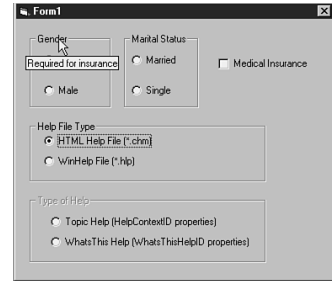 Form1
Gender
Marital Status
Required for insurance
Married
Medical Insurance
Male
Single
Help File Type
HTML Help File (*.chm)
WinHelp File (*.hlp)
Type of Help
Topic Help (HelpContextID properties)
WhatsThis Help (WhatsThisHelpID properties)